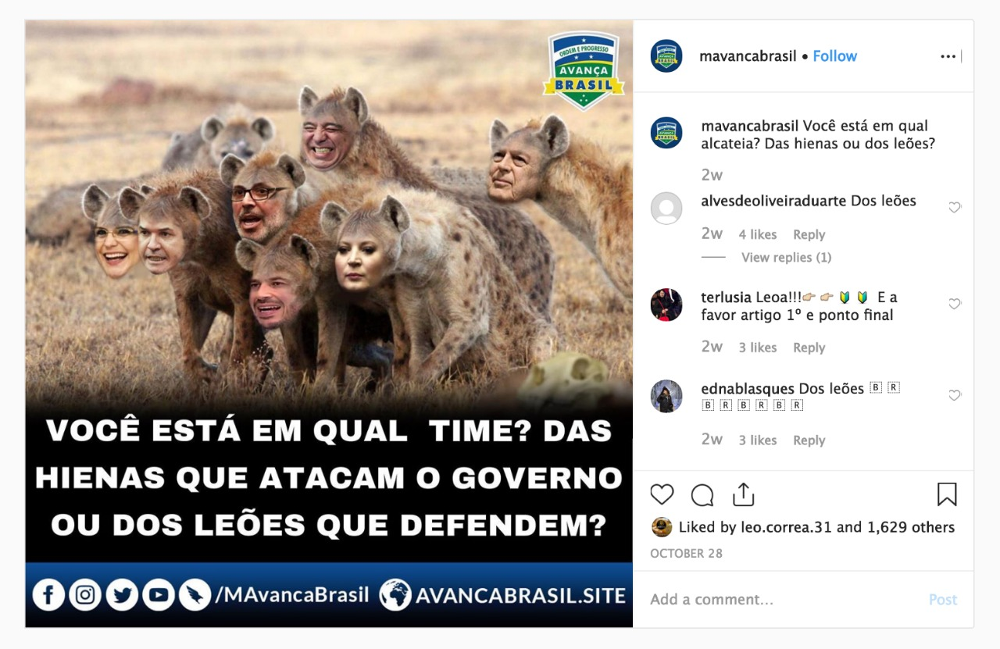 ORDEM E PROGRESSO
AVANÇA
BRASIL
VOCÊ ESTÁ EM QUAL TIME? DAS
HIENAS QUE ATACAM O GOVERNO
OU DOS LEÕES QUE DEFENDEM?
/MAvancaBrasil AVANCABRASIL.SITE
mavancabrasil • Follow
mavancabrasil Você está em qual
alcateia? Das hienas ou dos leões?
2w
alvesdeoliveiraduarte Dos leões
2w 4 likes Reply
View replies (1)
terlusia Leoa!!!👉🏼 👉🏼 🔰 🔰 E a
favor artigo 1º e ponto final
2w 3 likes Reply
ednablasques Dos leões 🇧 🇷
🇧 🇷 🇧 🇷 🇧 🇷
2w 3 likes Reply
Liked by leo.correa.31 and 1,629 others
OCTOBER 28
Add a comment... Post